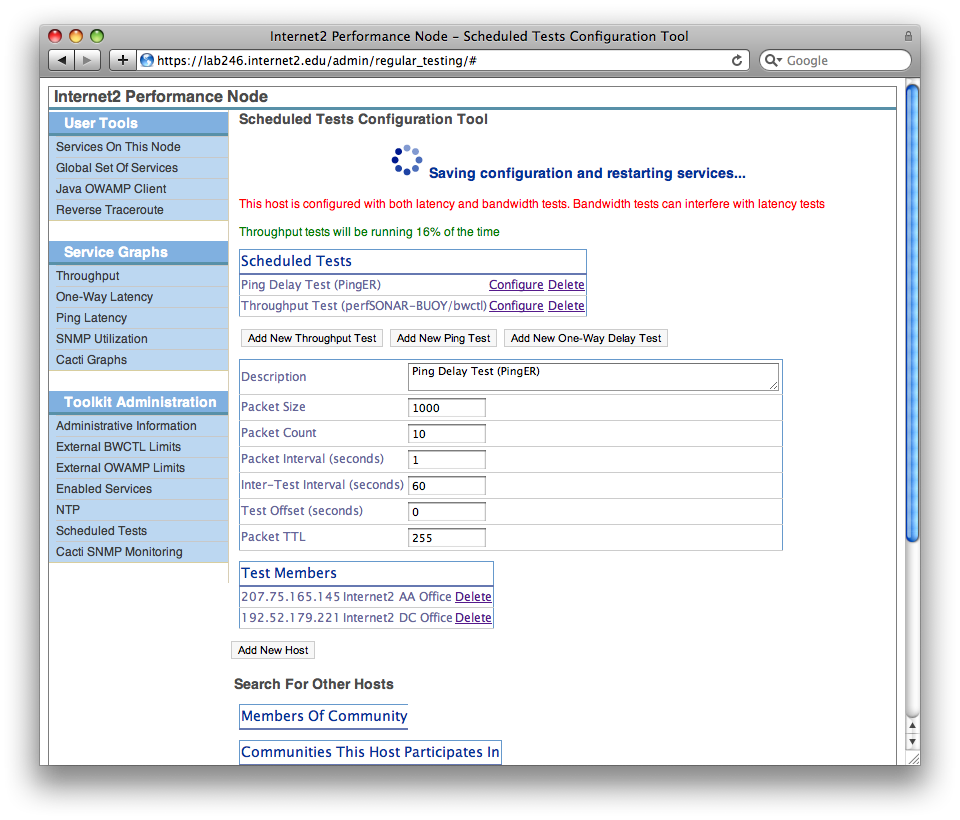 Internet2 Performance Node – Scheduled Tests Configuration Tool
https://lab246.internet2.edu/admin/regular_testing/#
Google
Internet2 Performance Node
User Tools
Services On This Node
Global Set Of Services
Java OWAMP Client
Reverse Traceroute
Service Graphs
Throughput
One-Way Latency
Ping Latency
SNMP Utilization
Cacti Graphs
Toolkit Administration
Administrative Information
External BWCTL Limits
External OWAMP Limits
Enabled Services
NTP
Scheduled Tests
Cacti SNMP Monitoring
Scheduled Tests Configuration Tool
Saving configuration and restarting services...
This host is configured with both latency and bandwidth tests. Bandwidth tests can interfere with latency tests
Throughput tests will be running 16% of the time
Scheduled Tests
Ping Delay Test (PingER) Configure Delete
Throughput Test (perfSONAR-BUOY/bwctl) Configure Delete
Add New Throughput Test Add New Ping Test Add New One-Way Delay Test
Description Ping Delay Test (PingER)
Packet Size 1000
Packet Count 10
Packet Interval (seconds) 1
Inter-Test Interval (seconds) 60
Test Offset (seconds) 0
Packet TTL 255
Test Members
207.75.165.145 Internet2 AA Office Delete
192.52.179.221 Internet2 DC Office Delete
Add New Host
Search For Other Hosts
Members Of Community
Communities This Host Participates In